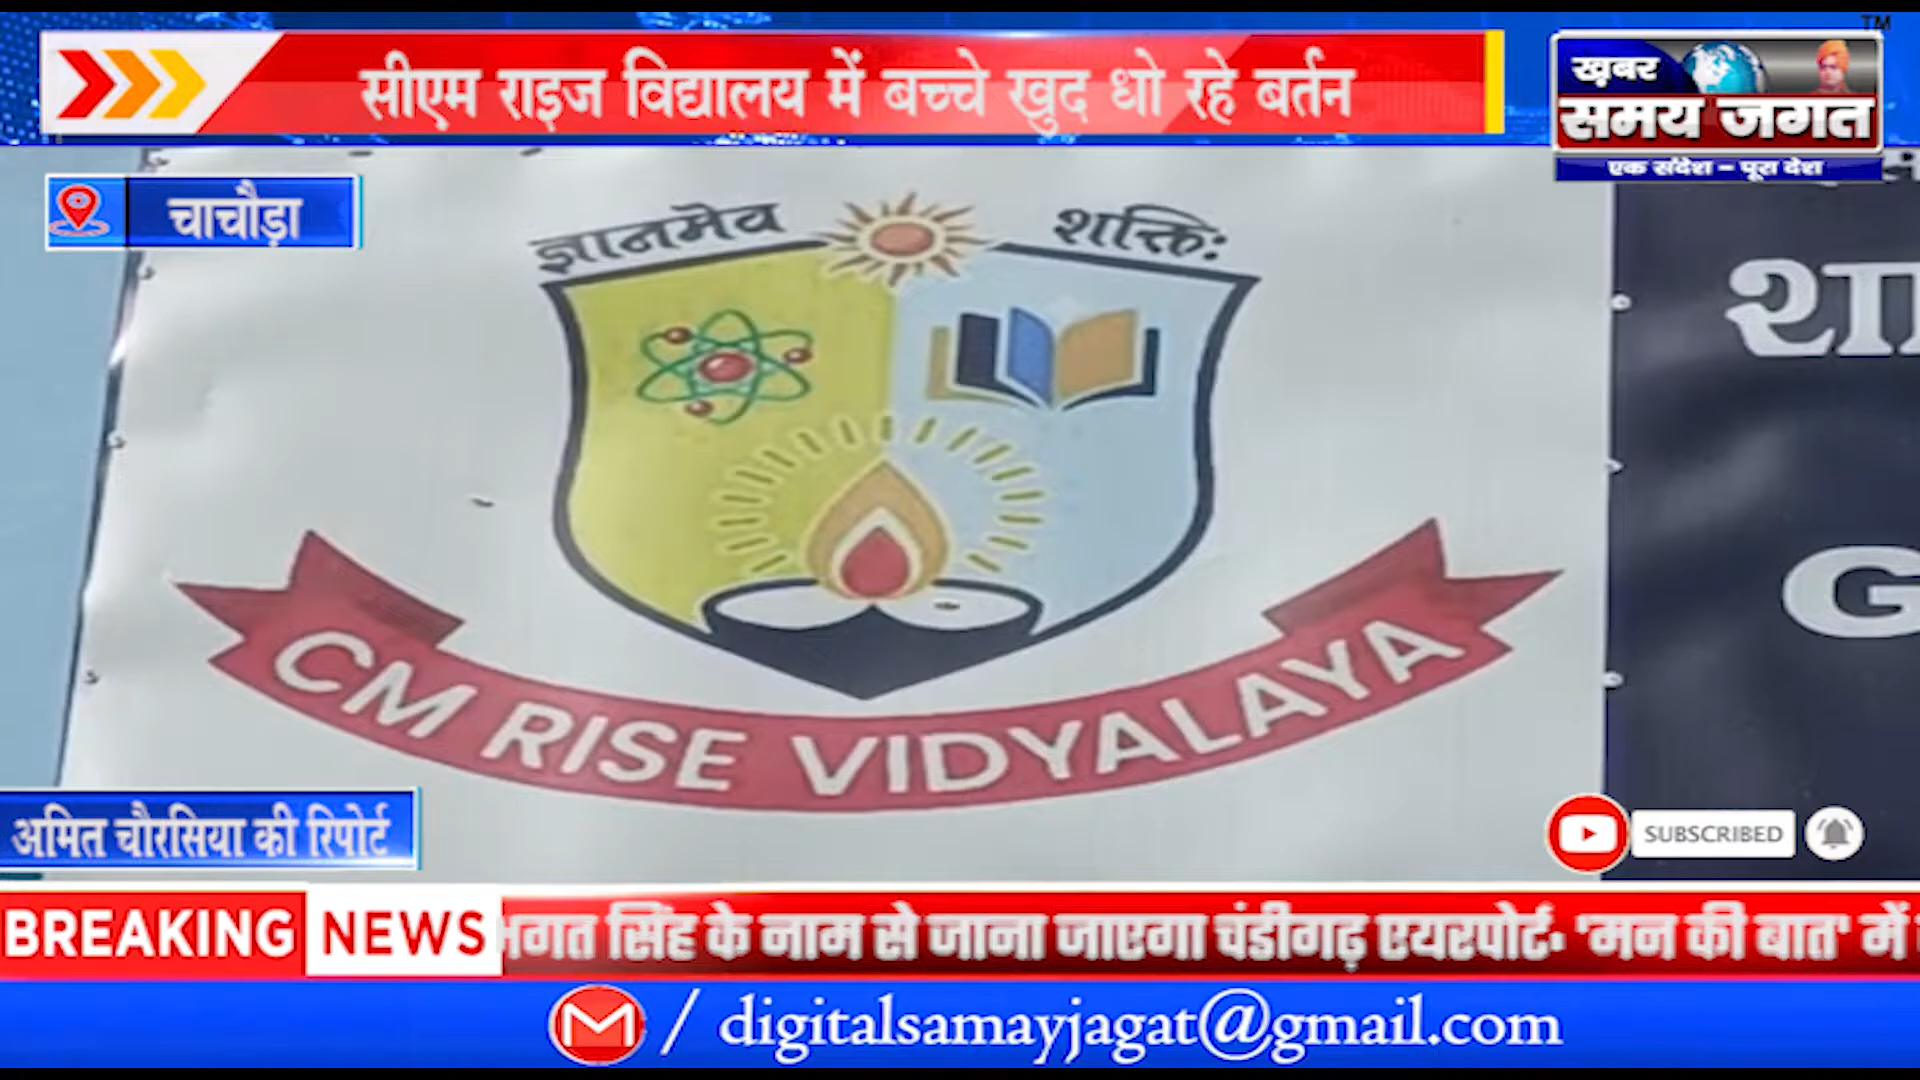 TM
सीएम राइज विद्यालय में बच्चे खुद धो रहे बर्तन
ख़बर
समय जगत
एक संदेश - पूरा देश
चाचौड़ा
ज्ञानमेव शक्तिः
CM RISE VIDYALAYA
अमित चौरसिया की रिपोर्ट
SUBSCRIBED
BREAKING NEWS
सिंह के नाम से जाना जाएगा चंडीगढ़ एयरपोर्ट: 'मन की बात' में
/ digitalsamayjagat@gmail.com